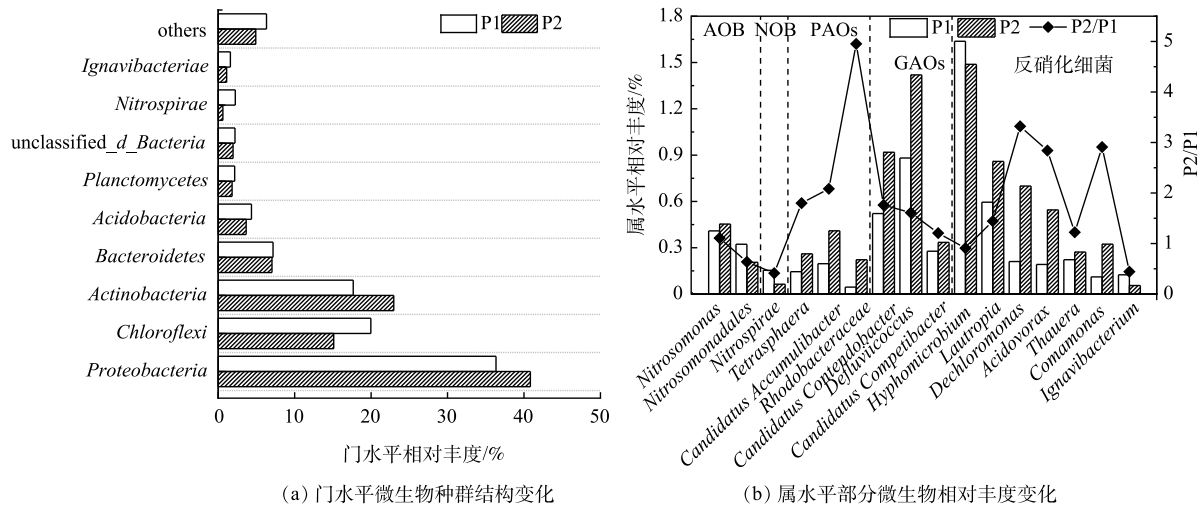 P1 P2
others
Ignavibacteriae
Nitrospirae
unclassified_d_Bacteria
Planctomycetes
Acidobacteria
Bacteroidetes
Actinobacteria
Chloroflexi
Proteobacteria
0 10 20 30 40 50
门水平相对丰度/%
(a) 门水平微生物种群结构变化
AOB NOB PAOs P1 P2 P2/P1
GAOs 反硝化细菌
属水平相对丰度/%
1.8
1.5
1.2
0.9
0.6
0.3
0
P2/P1
5
4
3
2
1
0
Nitrosomonas
Nitrosomonadales
Nitrospirae
Tetrasphaera
Candidatus Accumulibacter
Rhodobacteraceae
Candidatus Contendobacter
Defluviicoccus
Candidatus Competibacter
Hyphomicrobium
Lautropia
Dechloromonas
Acidovorax
Thauera
Comamonas
Ignavibacterium
(b) 属水平部分微生物相对丰度变化